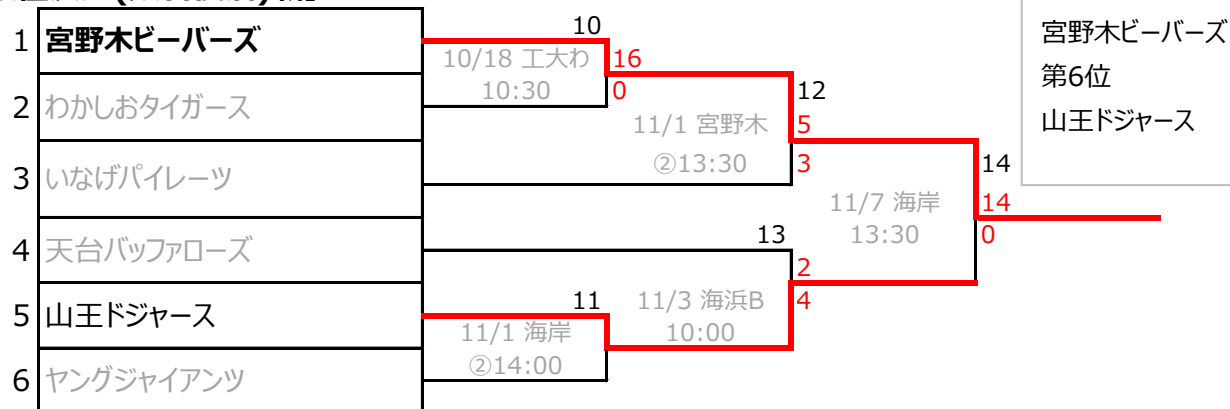 1 宮野木ビーバーズ
2 わかしおタイガース
3 いなげパイレーツ
4 天台バッファローズ
5 山王ドジャース
6 ヤングジャイアンツ
10
10/18 工大わ
10:30
16
0
11
11/1 海岸
②14:00
12
11/1 宮野木
②13:30
5
3
13
11/3 海浜B
10:00
2
4
14
11/7 海岸
13:30
14
0
宮野木ビーバーズ
第6位
山王ドジャース